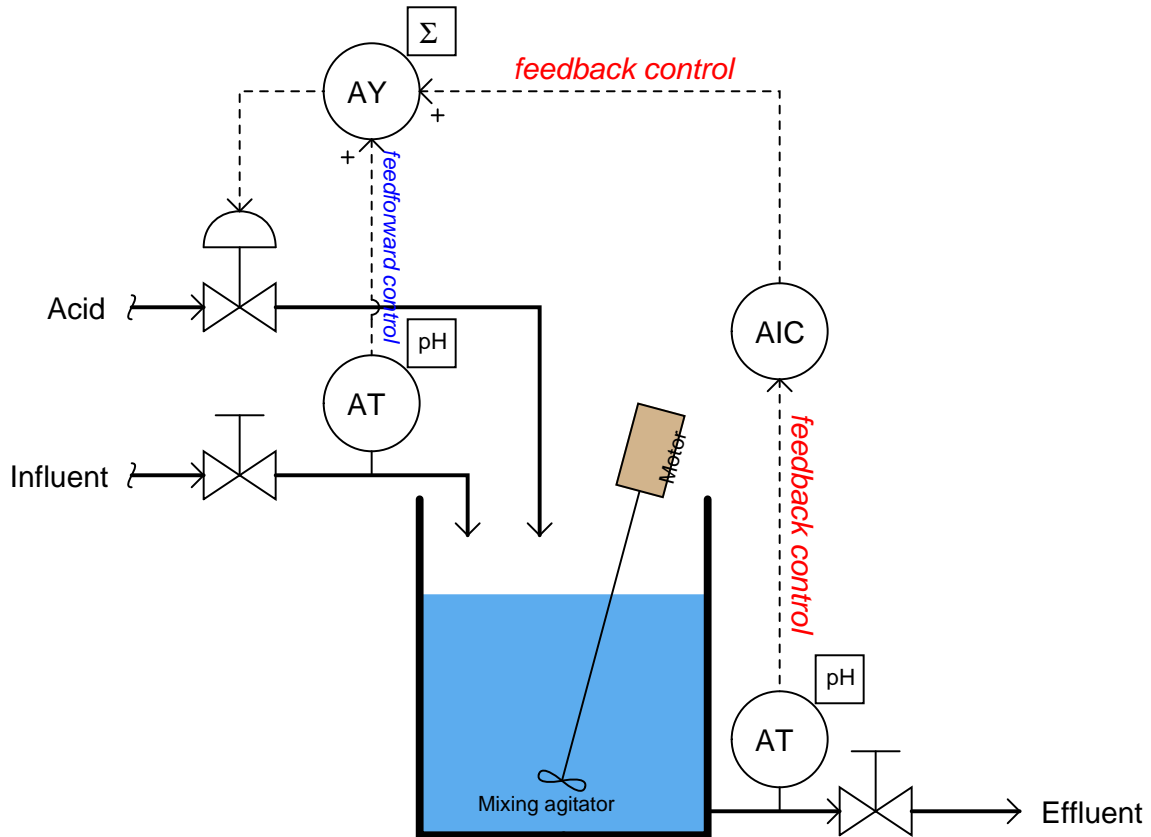 Σ
feedback control
AY
+
+
feedforward control
Acid
pH
AIC
AT
Motor
Influent
feedback control
pH
AT
Mixing agitator
Effluent